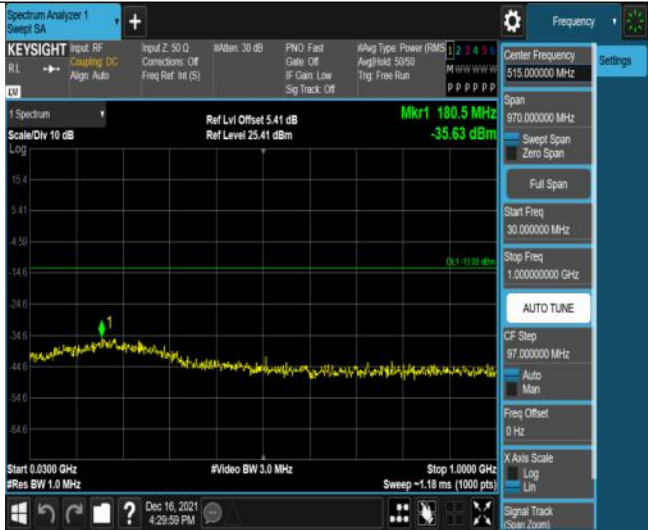 Spectrum Analyzer 1
Swept SA
Frequency
KEYSIGHT
RL
Input: RF
Coupling: DC
Align: Auto
Input Z: 50 Ω
Corrections: Off
Freq Ref: Int (S)
#Atten: 30 dB
PNO: Fast
Gate: Off
IF Gain: Low
Sig Track: Off
#Avg Type: Power (RMS
Avg|Hold: 50/50
Trig: Free Run
1 2 3 4 5 6
M W W W W W
P P P P P P
LV
1 Spectrum
Scale/Div 10 dB
Log
Ref Lvl Offset 5.41 dB
Ref Level 25.41 dBm
Mkr1 180.5 MHz
-35.63 dBm
15.4
5.41
-4.59
DL1 -13.00 dBm
-14.6
-24.6
1
-34.6
-44.6
-54.6
-64.6
Start 0.0300 GHz
#Res BW 1.0 MHz
#Video BW 3.0 MHz
Stop 1.0000 GHz
Sweep ~1.18 ms (1000 pts)
Dec 16, 2021
4:29:59 PM
Center Frequency
515.000000 MHz
Settings
Span
970.000000 MHz
Swept Span
Zero Span
Full Span
Start Freq
30.000000 MHz
Stop Freq
1.000000000 GHz
AUTO TUNE
CF Step
97.000000 MHz
Auto
Man
Freq Offset
0 Hz
X Axis Scale
Log
Lin
Signal Track
(Span Zoom)